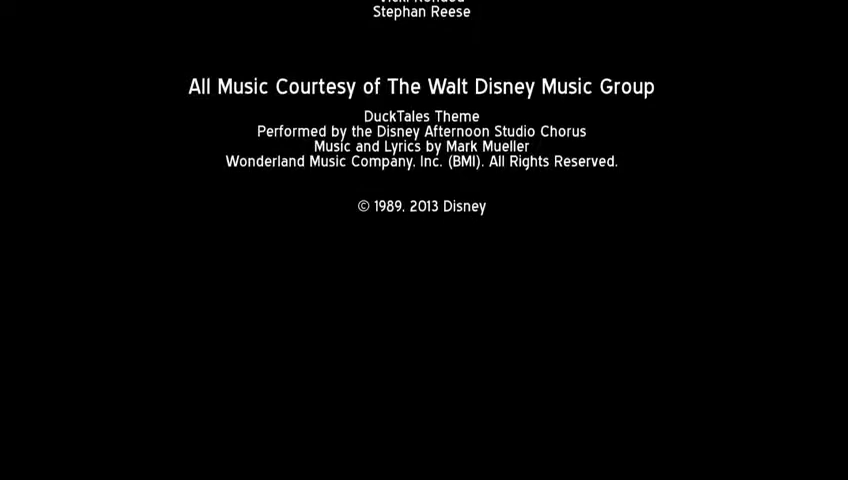 Stephan Reese
All Music Courtesy of The Walt Disney Music Group
DuckTales Theme
Performed by the Disney Afternoon Studio Chorus
Music and Lyrics by Mark Mueller
Wonderland Music Company, Inc. (BMI). All Rights Reserved.
© 1989, 2013 Disney